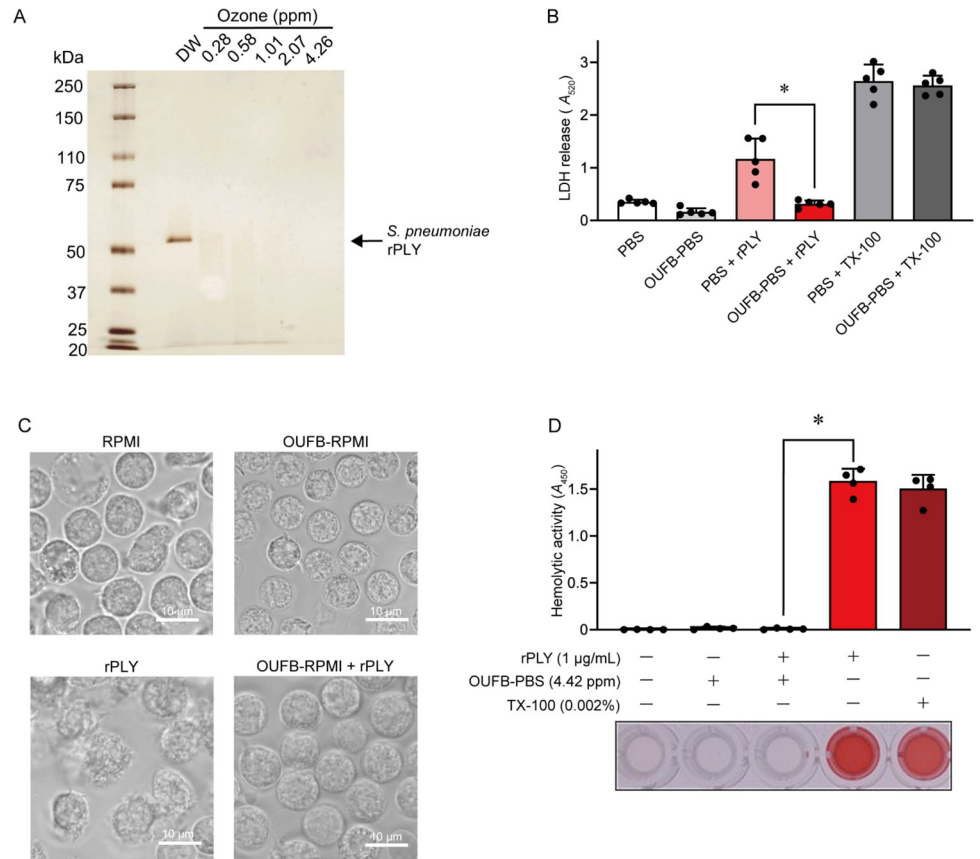 A
Ozone (ppm)
kDa
DW
0.28
0.58
1.01
2.07
4.26
250
150
110
75
50
37
25
20
S. pneumoniae
rPLY
B
LDH release (A520)
3
2
1
0
*
PBS
OUFB-PBS
PBS + rPLY
OUFB-PBS + rPLY
PBS + TX-100
OUFB-PBS + TX-100
C
RPMI
OUFB-RPMI
10 μm
10 μm
rPLY
OUFB-RPMI + rPLY
10 μm
10 μm
D
Hemolytic activity (A450)
1.5
1.0
0.5
0
*
rPLY (1 μg/mL) — — + + —
OUFB-PBS (4.42 ppm) — + + — —
TX-100 (0.002%) — — — — +